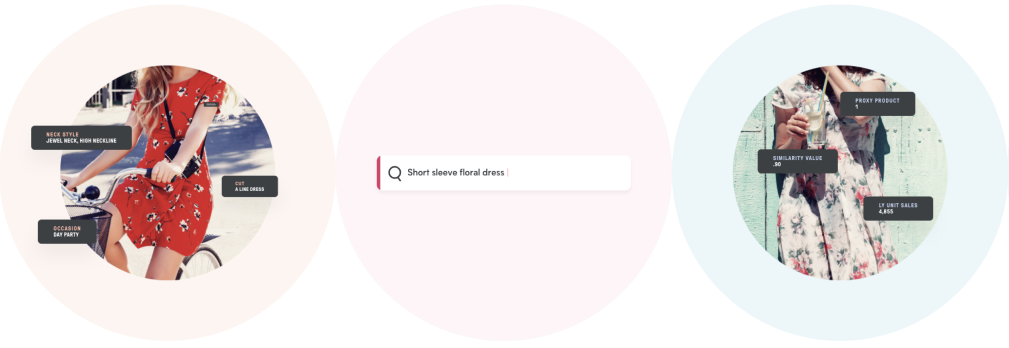 NECK STYLE
JEWEL NECK, HIGH NECKLINE
CUT
A LINE DRESS
OCCASION
DAY PARTY
Short sleeve floral dress
PROXY PRODUCT
1
SIMILARITY VALUE
.90
LY UNIT SALES
4,855